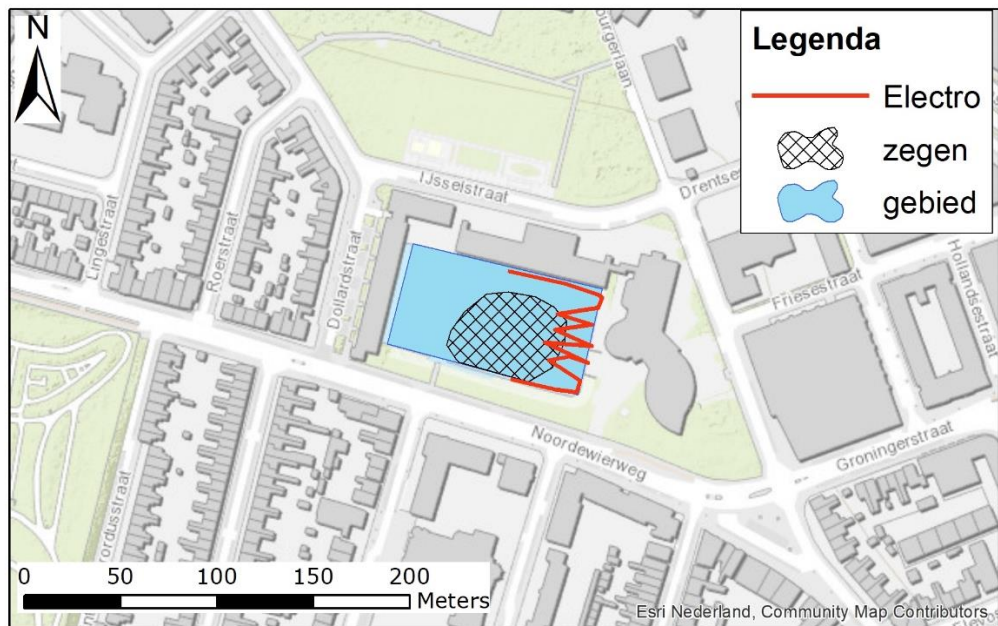 N
Legenda
Electro
zegen
gebied
IJsselstraat
Lingestraat
Roerstraat
Dollardstraat
Friesestraat
Hollandsestraat
Noordewierweg
Groningerstraat
0 50 100 150 200
Meters
Esri Nederland, Community Map Contributors